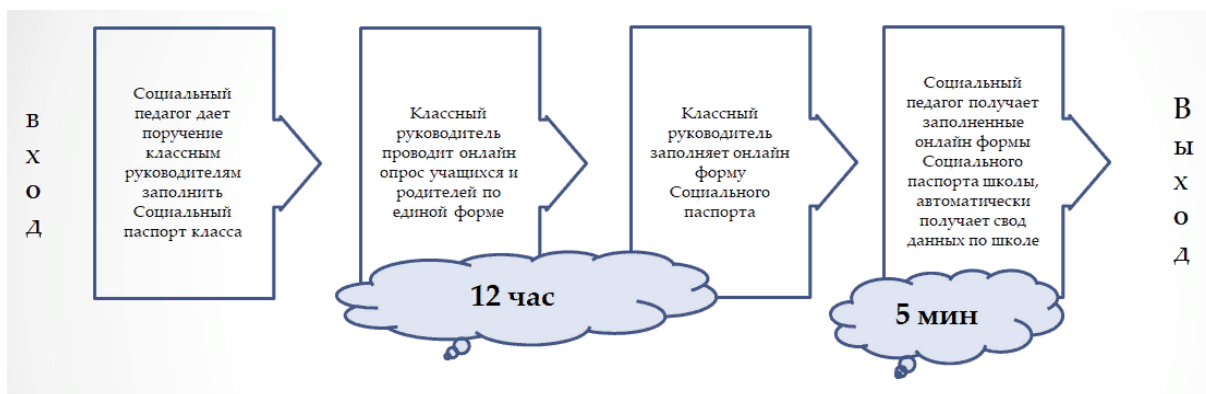 вход
Социальный
педагог дает
поручение
классным
руководителям
заполнить
Социальный
паспорт класса
Классный
руководитель
проводит онлайн
опрос учащихся и
родителей по
единой форме
Классный
руководитель
заполняет онлайн
форму
Социального
паспорта
12 час
Социальный
педагог получает
заполненные
онлайн формы
Социального
паспорта школы,
автоматически
получает свод
данных по школе
5 мин
Выход